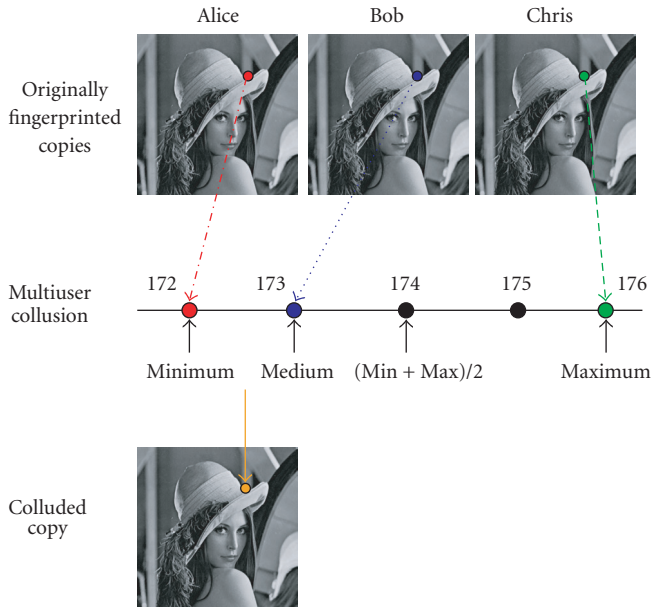 Alice
Bob
Chris
Originally
fingerprinted
copies
Multiuser
collusion
172
173
174
175
176
Minimum
Medium
(Min + Max)/2
Maximum
Colluded
copy